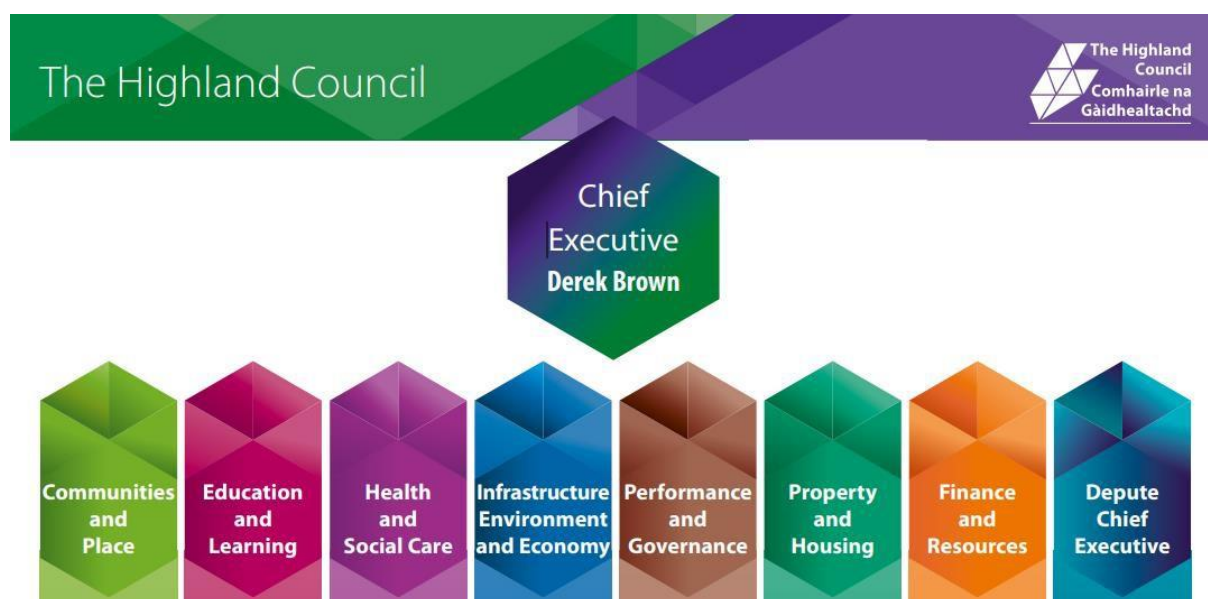 The Highland Council
The Highland
Council
Comhairle na
Gàidhealtachd
Chief
Executive
Derek Brown
Communities
and
Place
Education
and
Learning
Health
and
Social Care
Infrastructure
Environment
and Economy
Performance
and
Governance
Property
and
Housing
Finance
and
Resources
Depute
Chief
Executive